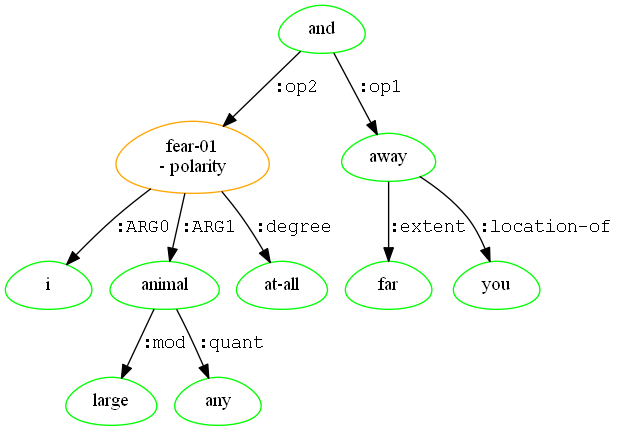 and
:op2
:op1
fear-01
- polarity
away
:ARG0
:ARG1
:degree
:extent
:location-of
i
animal
at-all
far
you
:mod
:quant
large
any